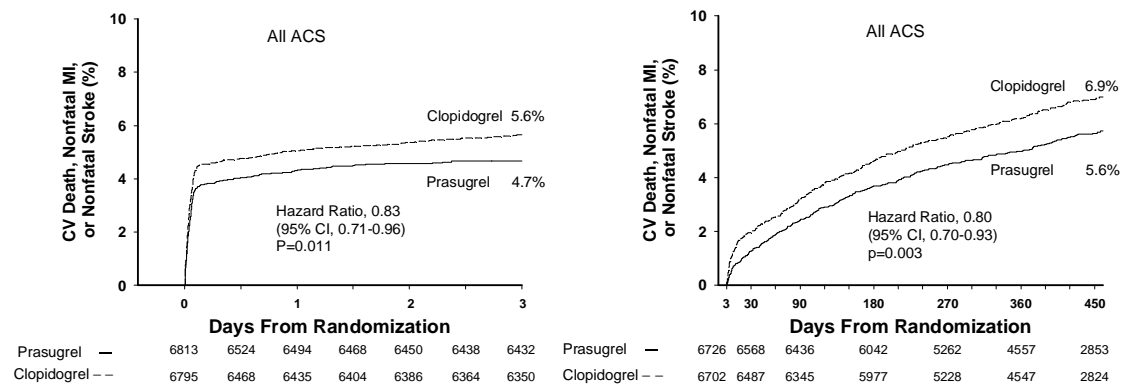 10
8
6
4
2
0
CV Death, Nonfatal MI,
or Nonfatal Stroke (%)
All ACS
Clopidogrel 5.6%
Prasugrel 4.7%
Hazard Ratio, 0.83
(95% CI, 0.71-0.96)
P=0.011
0 1 2 3
Days From Randomization
Prasugrel 6813 6524 6494 6468 6450 6438 6432
Clopidogrel 6795 6468 6435 6404 6386 6364 6350
10
8
6
4
2
0
CV Death, Nonfatal MI,
or Nonfatal Stroke (%)
All ACS
Clopidogrel 6.9%
Prasugrel 5.6%
Hazard Ratio, 0.80
(95% CI, 0.70-0.93)
p=0.003
3 30 90 180 270 360 450
Days From Randomization
Prasugrel 6726 6568 6436 6042 5262 4557 2853
Clopidogrel 6702 6487 6345 5977 5228 4547 2824